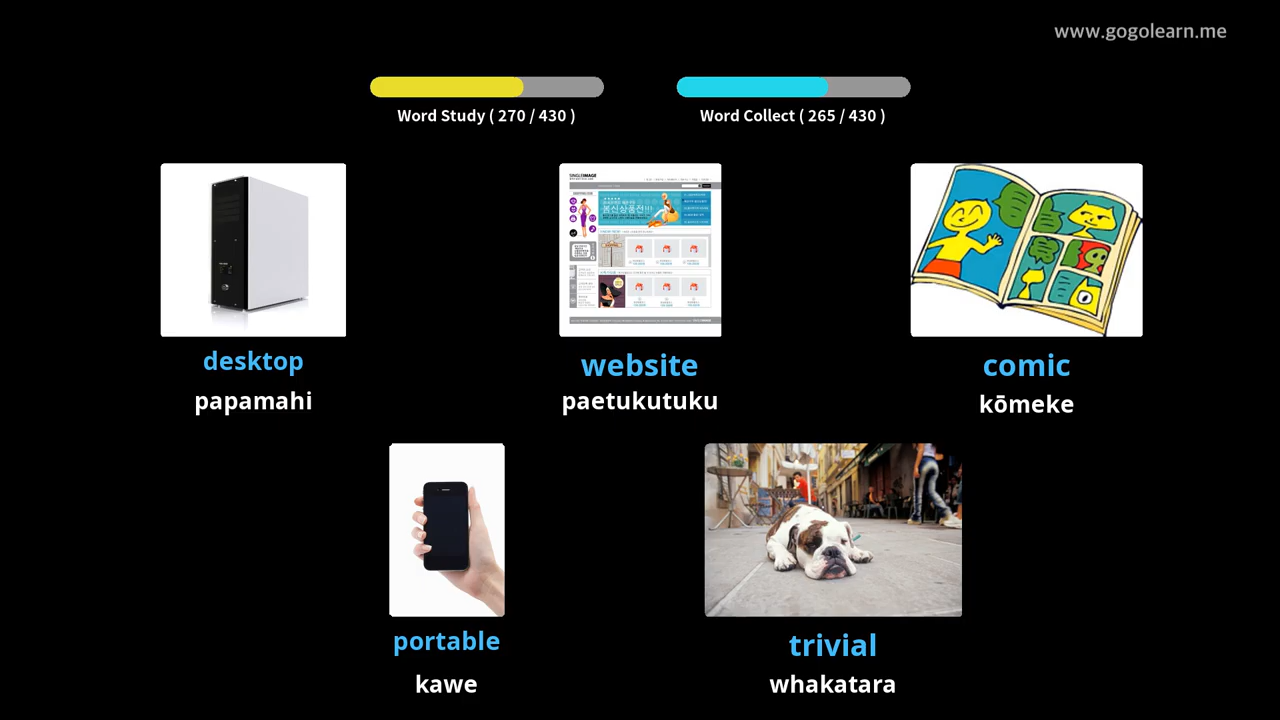 www.gogolearn.me
Word Study ( 270 / 430 )
Word Collect ( 265 / 430 )
desktop
papamahi
website
paetukutuku
comic
kōmeke
portable
kawe
trivial
whakatara